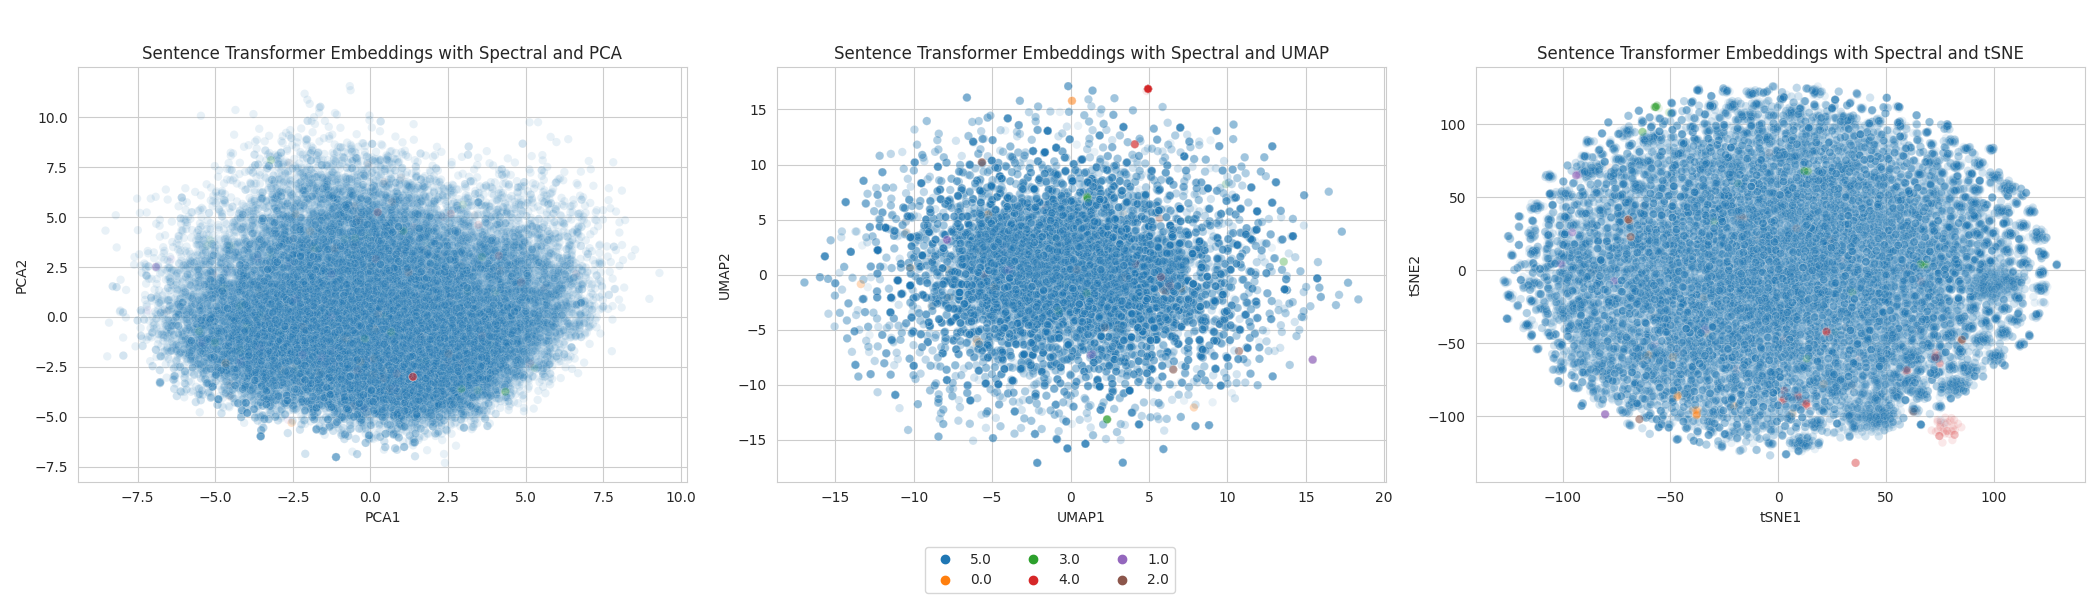 Sentence Transformer Embeddings with Spectral and PCA
10.0
7.5
5.0
2.5
0.0
−2.5
−5.0
−7.5
PCA2
−7.5 −5.0 −2.5 0.0 2.5 5.0 7.5 10.0
PCA1
Sentence Transformer Embeddings with Spectral and UMAP
15
10
5
0
−5
−10
−15
UMAP2
−15 −10 −5 0 5 10 15 20
UMAP1
Sentence Transformer Embeddings with Spectral and tSNE
100
50
0
−50
−100
tSNE2
−100 −50 0 50 100
tSNE1
5.0 3.0 1.0
0.0 4.0 2.0